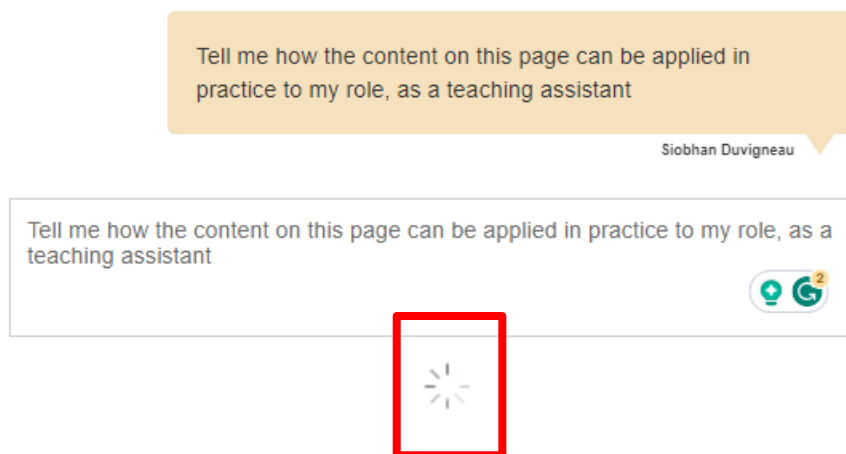 Tell me how the content on this page can be applied in
practice to my role, as a teaching assistant
Siobhan Duvigneau
Tell me how the content on this page can be applied in practice to my role, as a
teaching assistant
2